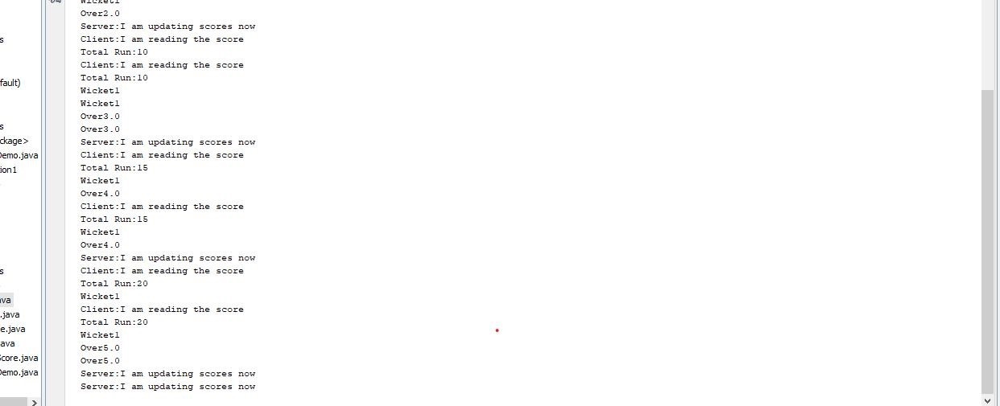 s
fault)
s
ckage>
Demo.java
ion1
s
ava
.java
e.java
ava
Score.java
Demo.java
Wicket1
Over2.0
Server:I am updating scores now
Client:I am reading the score
Total Run:10
Client:I am reading the score
Total Run:10
Wicket1
Wicket1
Over3.0
Over3.0
Server:I am updating scores now
Client:I am reading the score
Total Run:15
Wicket1
Over4.0
Client:I am reading the score
Total Run:15
Wicket1
Over4.0
Server:I am updating scores now
Client:I am reading the score
Total Run:20
Wicket1
Client:I am reading the score
Total Run:20
Wicket1
Over5.0
Over5.0
Server:I am updating scores now
Server:I am updating scores now